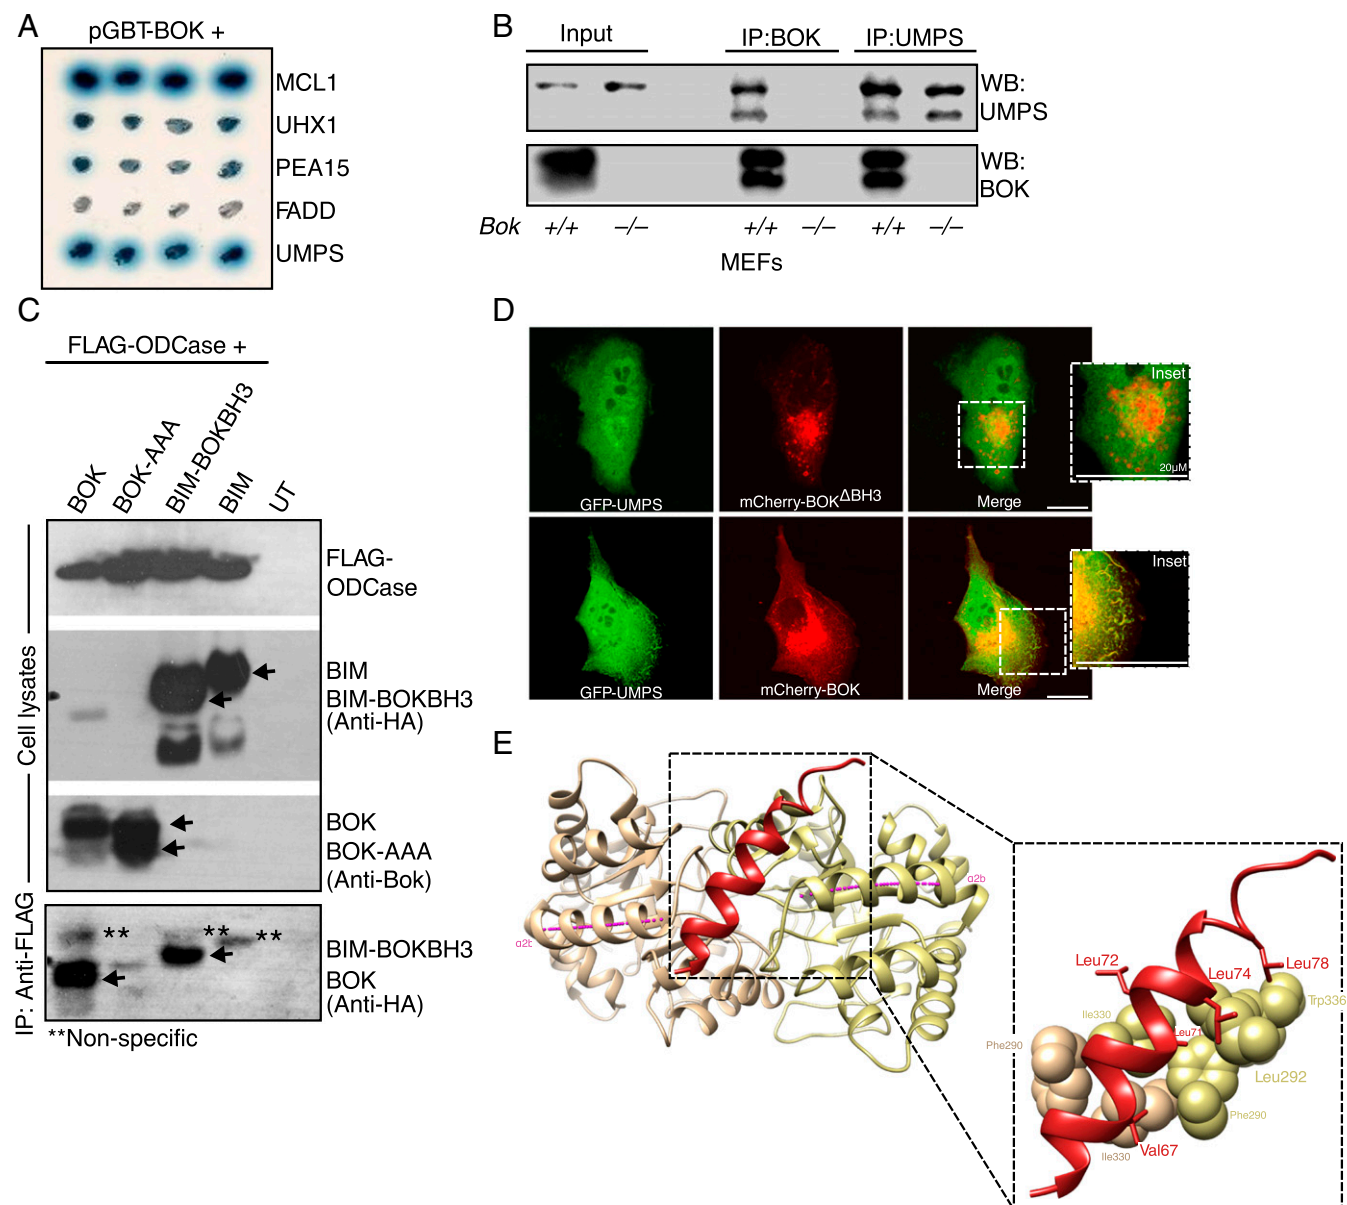 A
pGBT-BOK +
MCL1
UHX1
PEA15
FADD
UMPS
B
Input
IP:BOK
IP:UMPS
WB:
UMPS
WB:
BOK
Bok +/+ –/– +/+ –/– +/+ –/–
MEFs
C
FLAG-ODCase +
BOK
BOK-AAA
BIM-BOKBH3
BIM
UT
Cell lysates
FLAG-
ODCase
BIM
BIM-BOKBH3
(Anti-HA)
BOK
BOK-AAA
(Anti-Bok)
IP: Anti-FLAG
** ** **
BIM-BOKBH3
BOK
(Anti-HA)
**Non-specific
D
GFP-UMPS
mCherry-BOKΔBH3
Merge
Inset
20μM
GFP-UMPS
mCherry-BOK
Merge
Inset
E
α2b
α2b
Leu72
Leu74
Leu78
Trp336
Ile330
Leu71
Phe290
Leu292
Phe290
Ile330
Val67